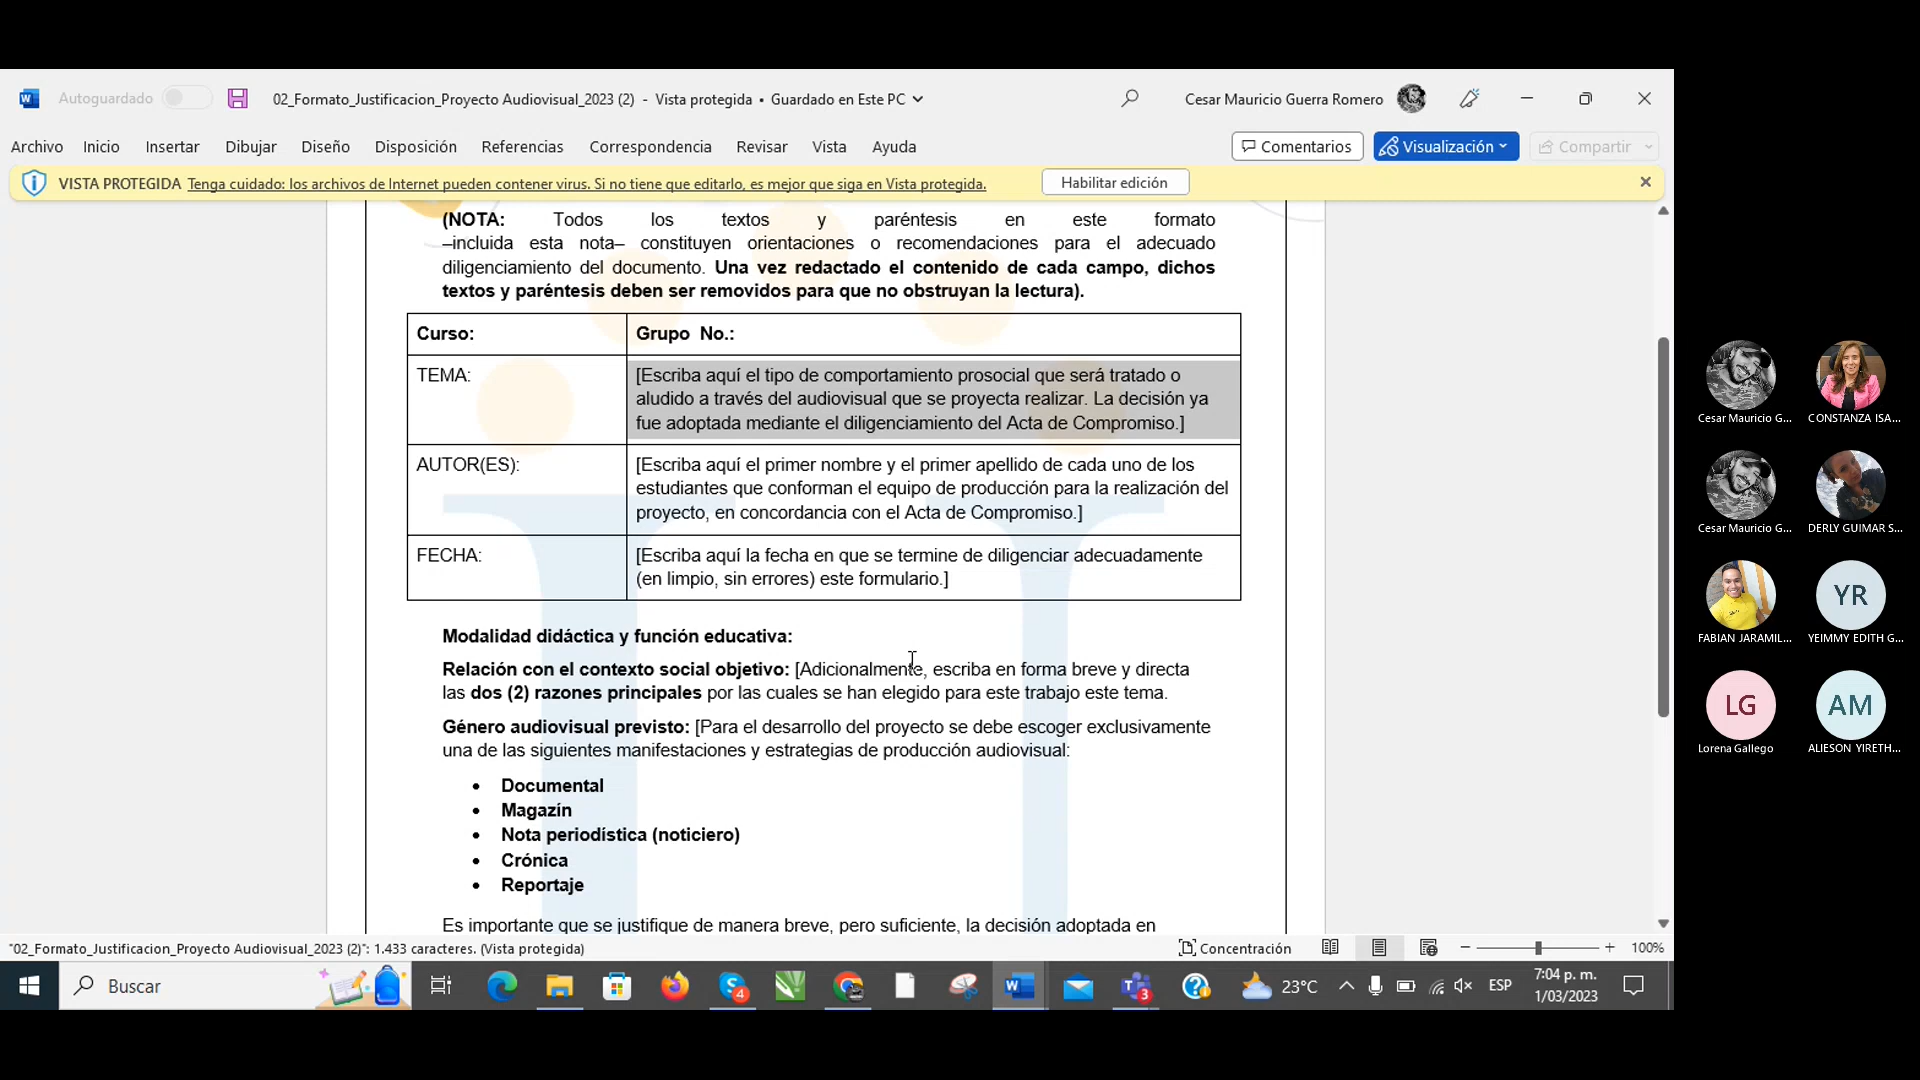 Autoguardado
02_Formato_Justificacion_Proyecto Audiovisual_2023 (2) - Vista protegida • Guardado en Este PC
Cesar Mauricio Guerra Romero
Archivo Inicio Insertar Dibujar Diseño Disposición Referencias Correspondencia Revisar Vista Ayuda
Comentarios Visualización Compartir
VISTA PROTEGIDA Tenga cuidado: los archivos de Internet pueden contener virus. Si no tiene que editarlo, es mejor que siga en Vista protegida. Habilitar edición
(NOTA: Todos los textos y paréntesis en este formato
–incluida esta nota– constituyen orientaciones o recomendaciones para el adecuado
diligenciamiento del documento. Una vez redactado el contenido de cada campo, dichos
textos y paréntesis deben ser removidos para que no obstruyan la lectura).
Curso: Grupo No.:
TEMA: [Escriba aquí el tipo de comportamiento prosocial que será tratado o
aludido a través del audiovisual que se proyecta realizar. La decisión ya
fue adoptada mediante el diligenciamiento del Acta de Compromiso.]
AUTOR(ES): [Escriba aquí el primer nombre y el primer apellido de cada uno de los
estudiantes que conforman el equipo de producción para la realización del
proyecto, en concordancia con el Acta de Compromiso.]
FECHA: [Escriba aquí la fecha en que se termine de diligenciar adecuadamente
(en limpio, sin errores) este formulario.]
Modalidad didáctica y función educativa:
Relación con el contexto social objetivo: [Adicionalmente, escriba en forma breve y directa
las dos (2) razones principales por las cuales se han elegido para este trabajo este tema.
Género audiovisual previsto: [Para el desarrollo del proyecto se debe escoger exclusivamente
una de las siguientes manifestaciones y estrategias de producción audiovisual:
• Documental
• Magazín
• Nota periodística (noticiero)
• Crónica
• Reportaje
Es importante que se justifique de manera breve, pero suficiente, la decisión adoptada en
"02_Formato_Justificacion_Proyecto Audiovisual_2023 (2)": 1.433 caracteres. (Vista protegida)
Concentración
100%
Buscar
4
3
23°C
ESP
7:04 p. m.
1/03/2023
Cesar Mauricio G...
CONSTANZA ISA...
Cesar Mauricio G...
DERLY GUIMAR S...
FABIAN JARAMIL...
YR
YEIMMY EDITH G...
LG
Lorena Gallego
AM
ALIESON YIRETH...